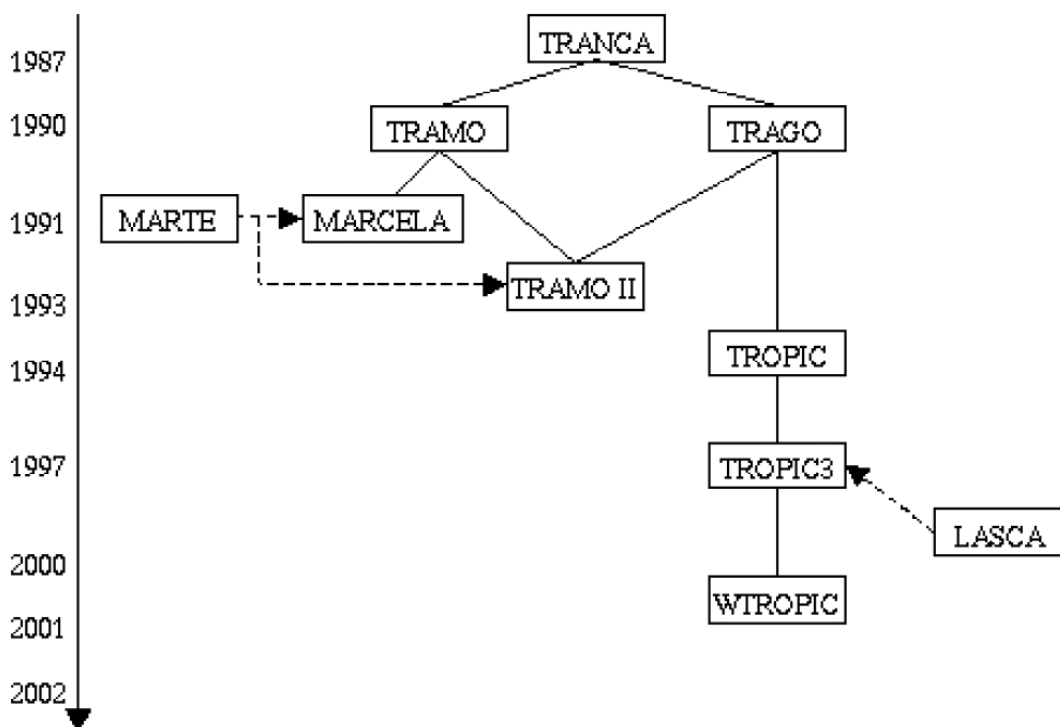 TRANCA
1987
1990
TRAMO
TRAGO
MARTE
MARCELA
1991
TRAMO II
1993
TROPIC
1994
1997
TROPIC3
LASCA
2000
WTROPIC
2001
2002